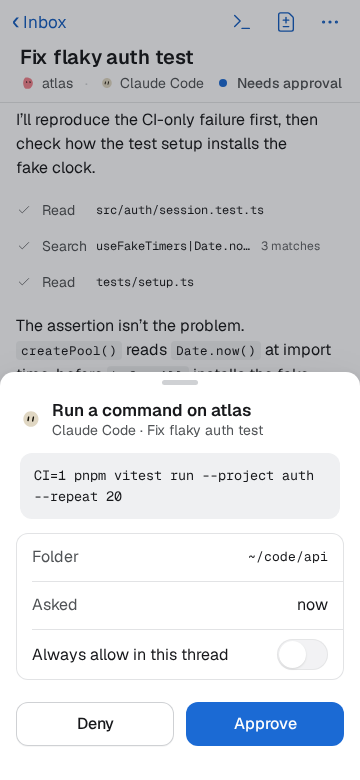 Inbox
Fix flaky auth test
atlas · Claude Code Needs approval
I'll reproduce the CI-only failure first, then
check how the test setup installs the
fake clock.
Read src/auth/session.test.ts
Search useFakeTimers|Date.no… 3 matches
Read tests/setup.ts
The assertion isn't the problem.
createPool() reads Date.now() at import
Run a command on atlas
Claude Code · Fix flaky auth test
CI=1 pnpm vitest run --project auth
--repeat 20
Folder ~/code/api
Asked now
Always allow in this thread
Deny Approve